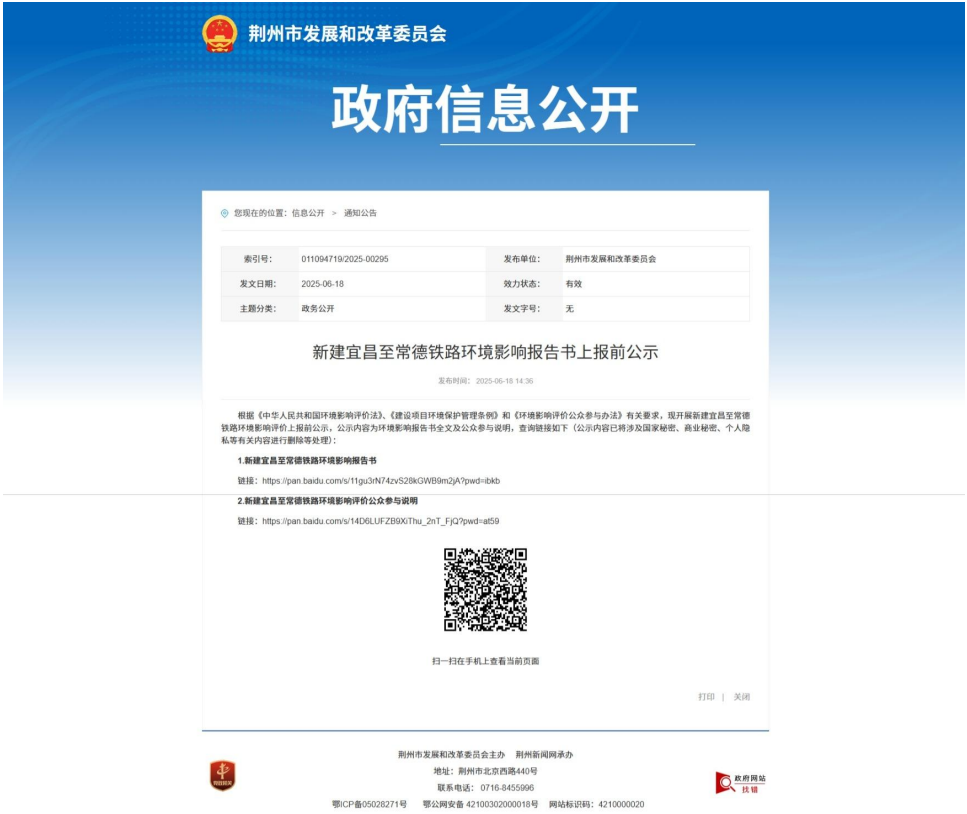 荆州市发展和改革委员会
政府信息公开
您现在的位置：信息公开 > 通知公告
索引号： 011094719/2025-00295 发布单位： 荆州市发展和改革委员会
发文日期： 2025-06-18 效力状态： 有效
主题分类： 政务公开 发文字号： 无
新建宜昌至常德铁路环境影响报告书上报前公示
发布时间： 2025-06-18 14:36
根据《中华人民共和国环境影响评价法》、《建设项目环境保护管理条例》和《环境影响评价公众参与办法》有关要求，现开展新建宜昌至常德
铁路环境影响评价上报前公示，公示内容为环境影响报告书全文及公众参与说明，查询链接如下（公示内容已将涉及国家秘密、商业秘密、个人隐
私等有关内容进行删除等处理）：
1.新建宜昌至常德铁路环境影响报告书
链接：https://pan.baidu.com/s/11gu3rN74zvS28kGWB9m2jA?pwd=ibkb
2.新建宜昌至常德铁路环境影响评价公众参与说明
链接：https://pan.baidu.com/s/14D6LUFZB9XiThu_2nT_FjQ?pwd=at59
扫一扫在手机上查看当前页面
打印 | 关闭
荆州市发展和改革委员会主办 荆州新闻网承办
地址：荆州市北京西路440号
联系电话： 0716-8455996
鄂ICP备05028271号 鄂公网安备 42100302000018号 网站标识码：4210000020
党政机关
政府网站
找错